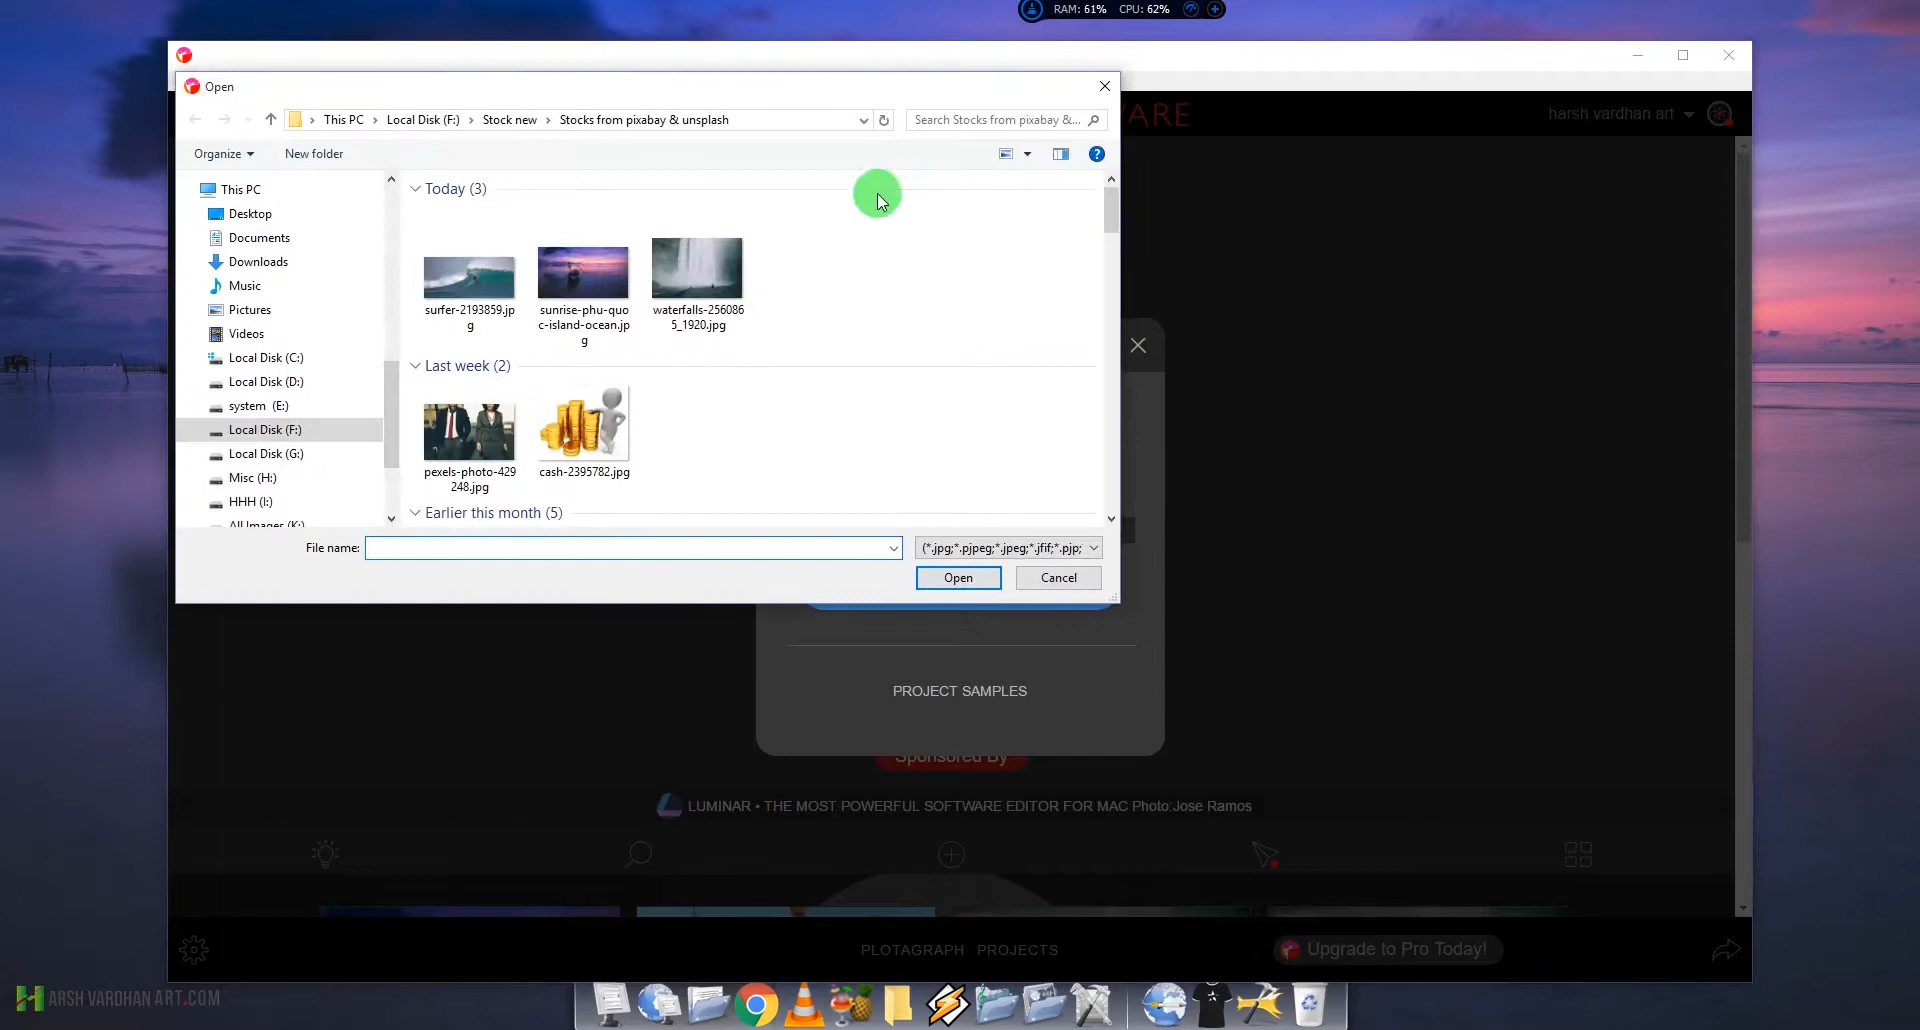 RAM: 61% CPU: 62%
Open
This PC > Local Disk (F:) > Stock new > Stocks from pixabay & unsplash
Search Stocks from pixabay &...
harsh vardhan art
Organize
New folder
This PC
Desktop
Documents
Downloads
Music
Pictures
Videos
Local Disk (C:)
Local Disk (D:)
system (E:)
Local Disk (F:)
Local Disk (G:)
Misc (H:)
HHH (I:)
All Images (K:)
Today (3)
surfer-2193859.jp
g
sunrise-phu-quo
c-island-ocean.jp
g
waterfalls-256086
5_1920.jpg
Last week (2)
pexels-photo-429
248.jpg
cash-2395782.jpg
Earlier this month (5)
File name:
(*.jpg;*.pjpeg;*.jpeg;*.jfif;*.pjp;
Open
Cancel
PROJECT SAMPLES
Sponsored By
LUMINAR • THE MOST POWERFUL SOFTWARE EDITOR FOR MAC Photo:Jose Ramos
PLOTAGRAPH PROJECTS
Upgrade to Pro Today!
HARSH VARDHAN ART.COM